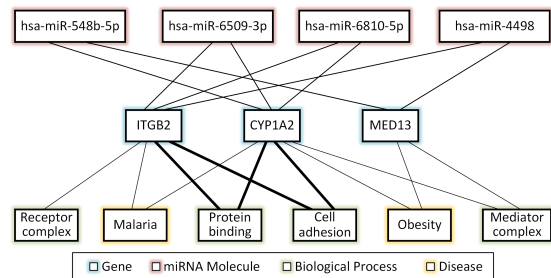 hsa-miR-548b-5p hsa-miR-6509-3p hsa-miR-6810-5p hsa-miR-4498
ITGB2 CYP1A2 MED13
Receptor complex
Malaria
Protein binding
Cell adhesion
Obesity
Mediator complex
Gene miRNA Molecule Biological Process Disease